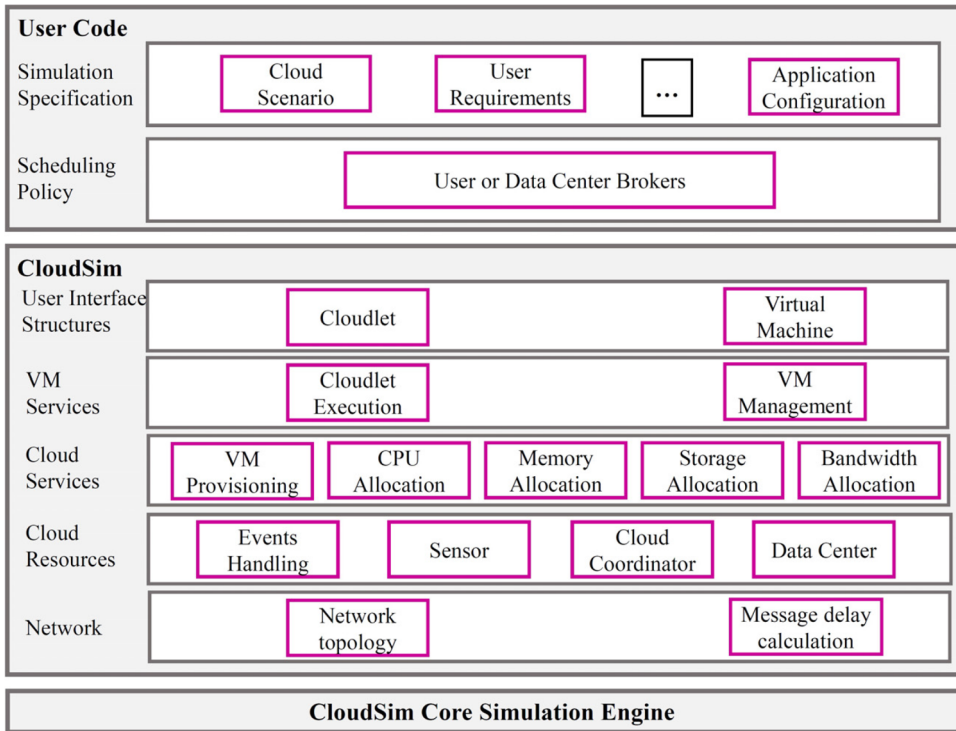 User Code
Simulation
Specification
Cloud
Scenario
User
Requirements
...
Application
Configuration
Scheduling
Policy
User or Data Center Brokers
CloudSim
User Interface
Structures
Cloudlet
Virtual
Machine
VM
Services
Cloudlet
Execution
VM
Management
Cloud
Services
VM
Provisioning
CPU
Allocation
Memory
Allocation
Storage
Allocation
Bandwidth
Allocation
Cloud
Resources
Events
Handling
Sensor
Cloud
Coordinator
Data Center
Network
Network
topology
Message delay
calculation
CloudSim Core Simulation Engine